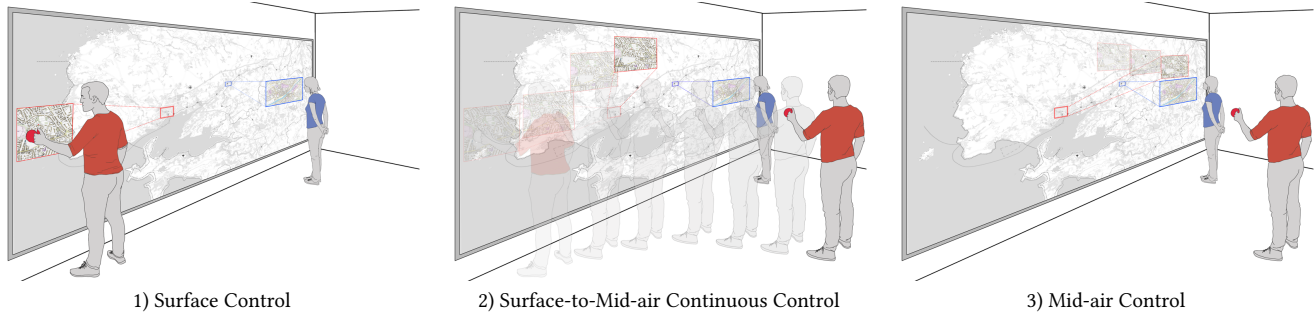 1) Surface Control
2) Surface-to-Mid-air Continuous Control
3) Mid-air Control